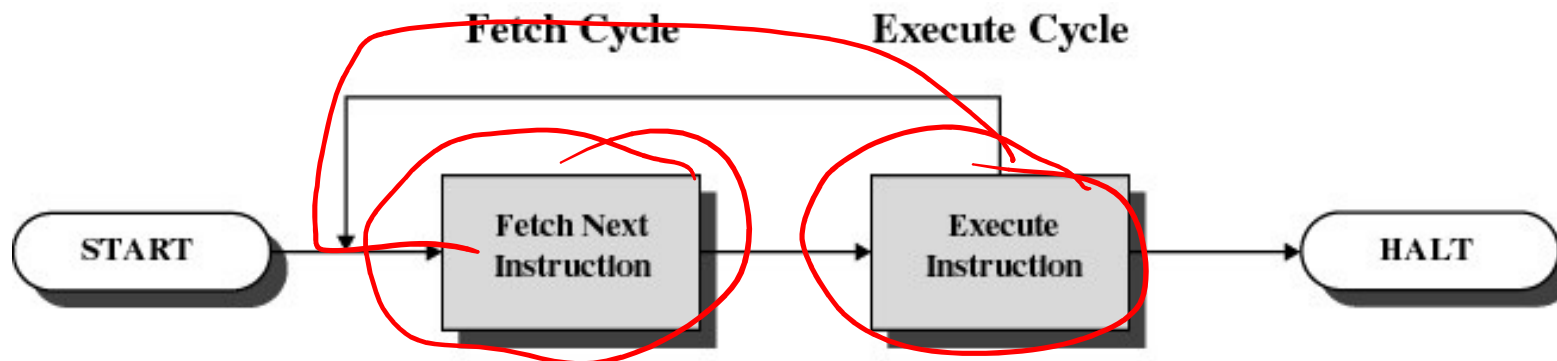 Fetch Cycle
Execute Cycle
START
Fetch Next
Instruction
Execute
Instruction
HALT